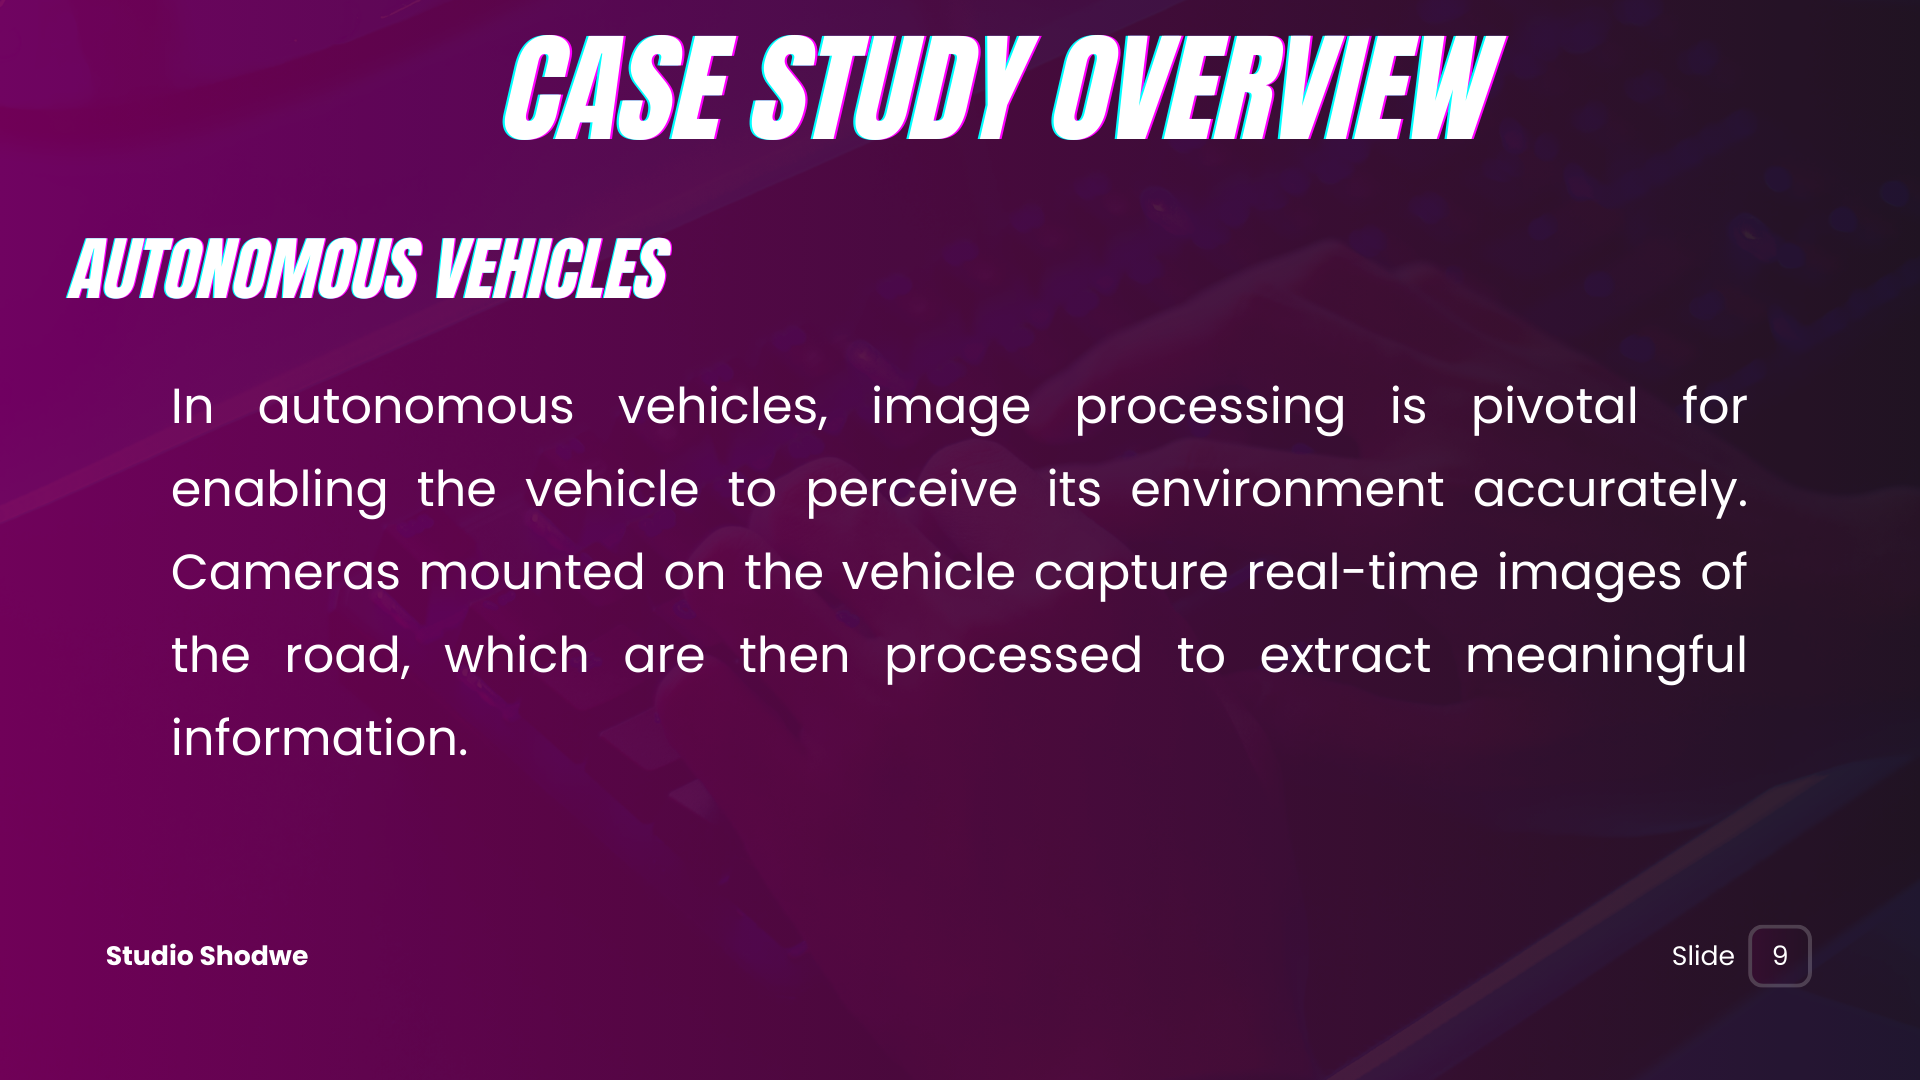 CASE STUDY OVERVIEW
AUTONOMOUS VEHICLES
In autonomous vehicles, image processing is pivotal for
enabling the vehicle to perceive its environment accurately.
Cameras mounted on the vehicle capture real-time images of
the road, which are then processed to extract meaningful
information.
Studio Shodwe
Slide 9